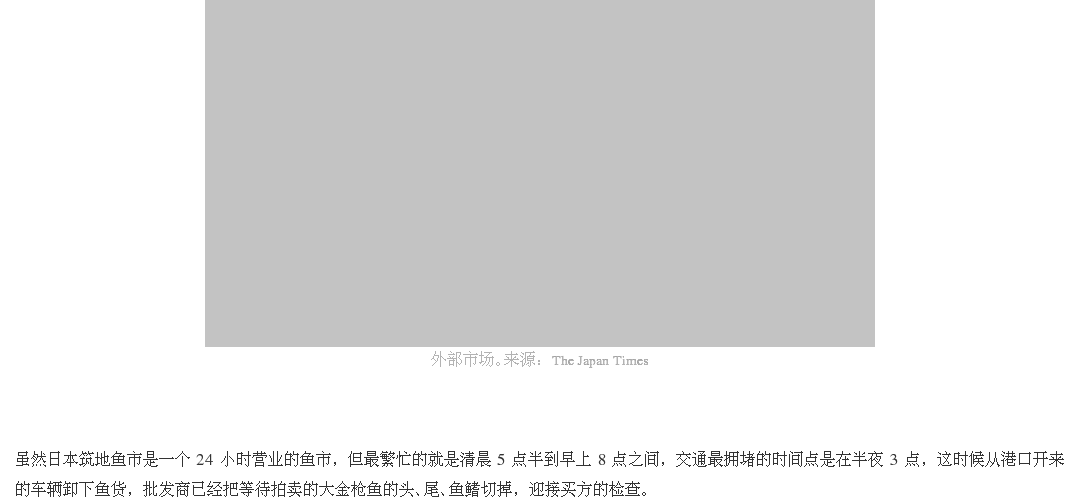 外部市场。来源：The Japan Times
虽然日本筑地鱼市是一个 24 小时营业的鱼市，但最繁忙的就是清晨 5 点半到早上 8 点之间，交通最拥堵的时间点是在半夜 3 点，这时候从港口开来
的车辆卸下鱼货，批发商已经把等待拍卖的大金枪鱼的头、尾、鱼鳍切掉，迎接买方的检查。